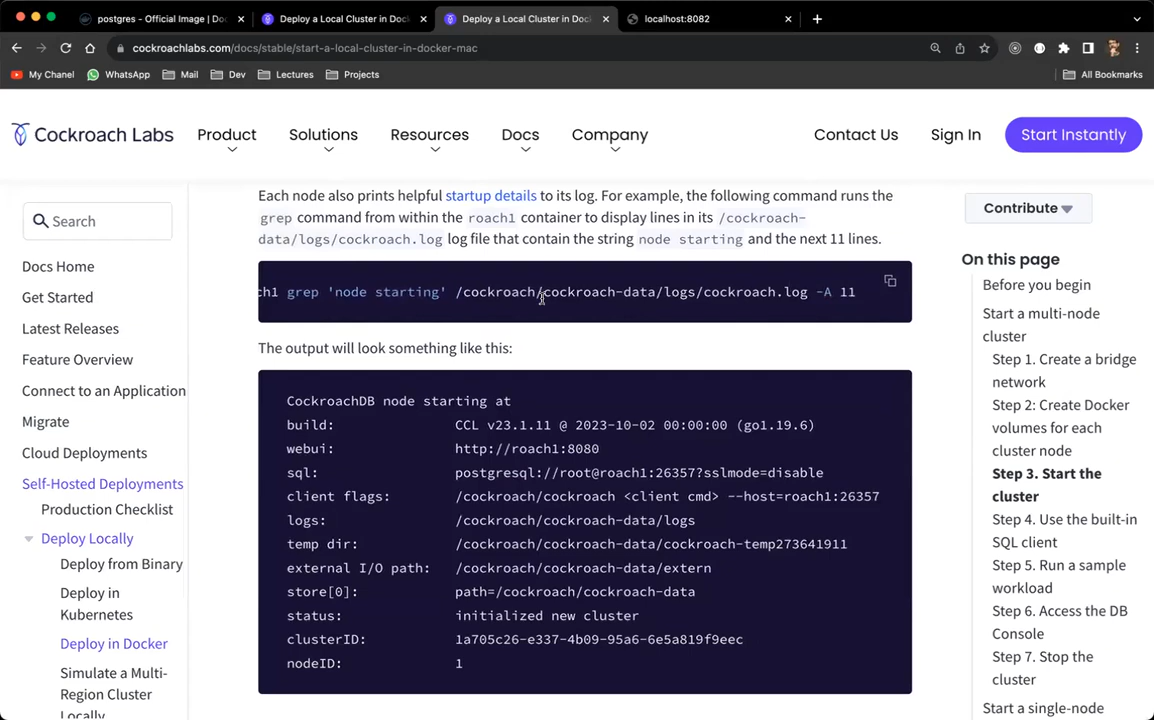 postgres - Official Image | Do
Deploy a Local Cluster in Doc
Deploy a Local Cluster in Doc
localhost:8082
cockroachlabs.com/docs/stable/start-a-local-cluster-in-docker-mac
My Chanel
WhatsApp
Mail
Dev
Lectures
Projects
All Bookmarks
Cockroach Labs
Product
Solutions
Resources
Docs
Company
Contact Us
Sign In
Start Instantly
Search
Docs Home
Get Started
Latest Releases
Feature Overview
Connect to an Application
Migrate
Cloud Deployments
Self-Hosted Deployments
Production Checklist
Deploy Locally
Deploy from Binary
Deploy in
Kubernetes
Deploy in Docker
Simulate a Multi-
Region Cluster
Locally
Each node also prints helpful startup details to its log. For example, the following command runs the
grep command from within the roach1 container to display lines in its /cockroach-
data/logs/cockroach.log log file that contain the string node starting and the next 11 lines.
ch1 grep 'node starting' /cockroach/cockroach-data/logs/cockroach.log -A 11
The output will look something like this:
CockroachDB node starting at
build: CCL v23.1.11 @ 2023-10-02 00:00:00 (go1.19.6)
webui: http://roach1:8080
sql: postgresql://root@roach1:26357?sslmode=disable
client flags: /cockroach/cockroach <client cmd> --host=roach1:26357
logs: /cockroach/cockroach-data/logs
temp dir: /cockroach/cockroach-data/cockroach-temp273641911
external I/O path: /cockroach/cockroach-data/extern
store[0]: path=/cockroach/cockroach-data
status: initialized new cluster
clusterID: 1a705c26-e337-4b09-95a6-6e5a819f9eec
nodeID: 1
Contribute
On this page
Before you begin
Start a multi-node
cluster
Step 1. Create a bridge
network
Step 2: Create Docker
volumes for each
cluster node
Step 3. Start the
cluster
Step 4. Use the built-in
SQL client
Step 5. Run a sample
workload
Step 6. Access the DB
Console
Step 7. Stop the
cluster
Start a single-node